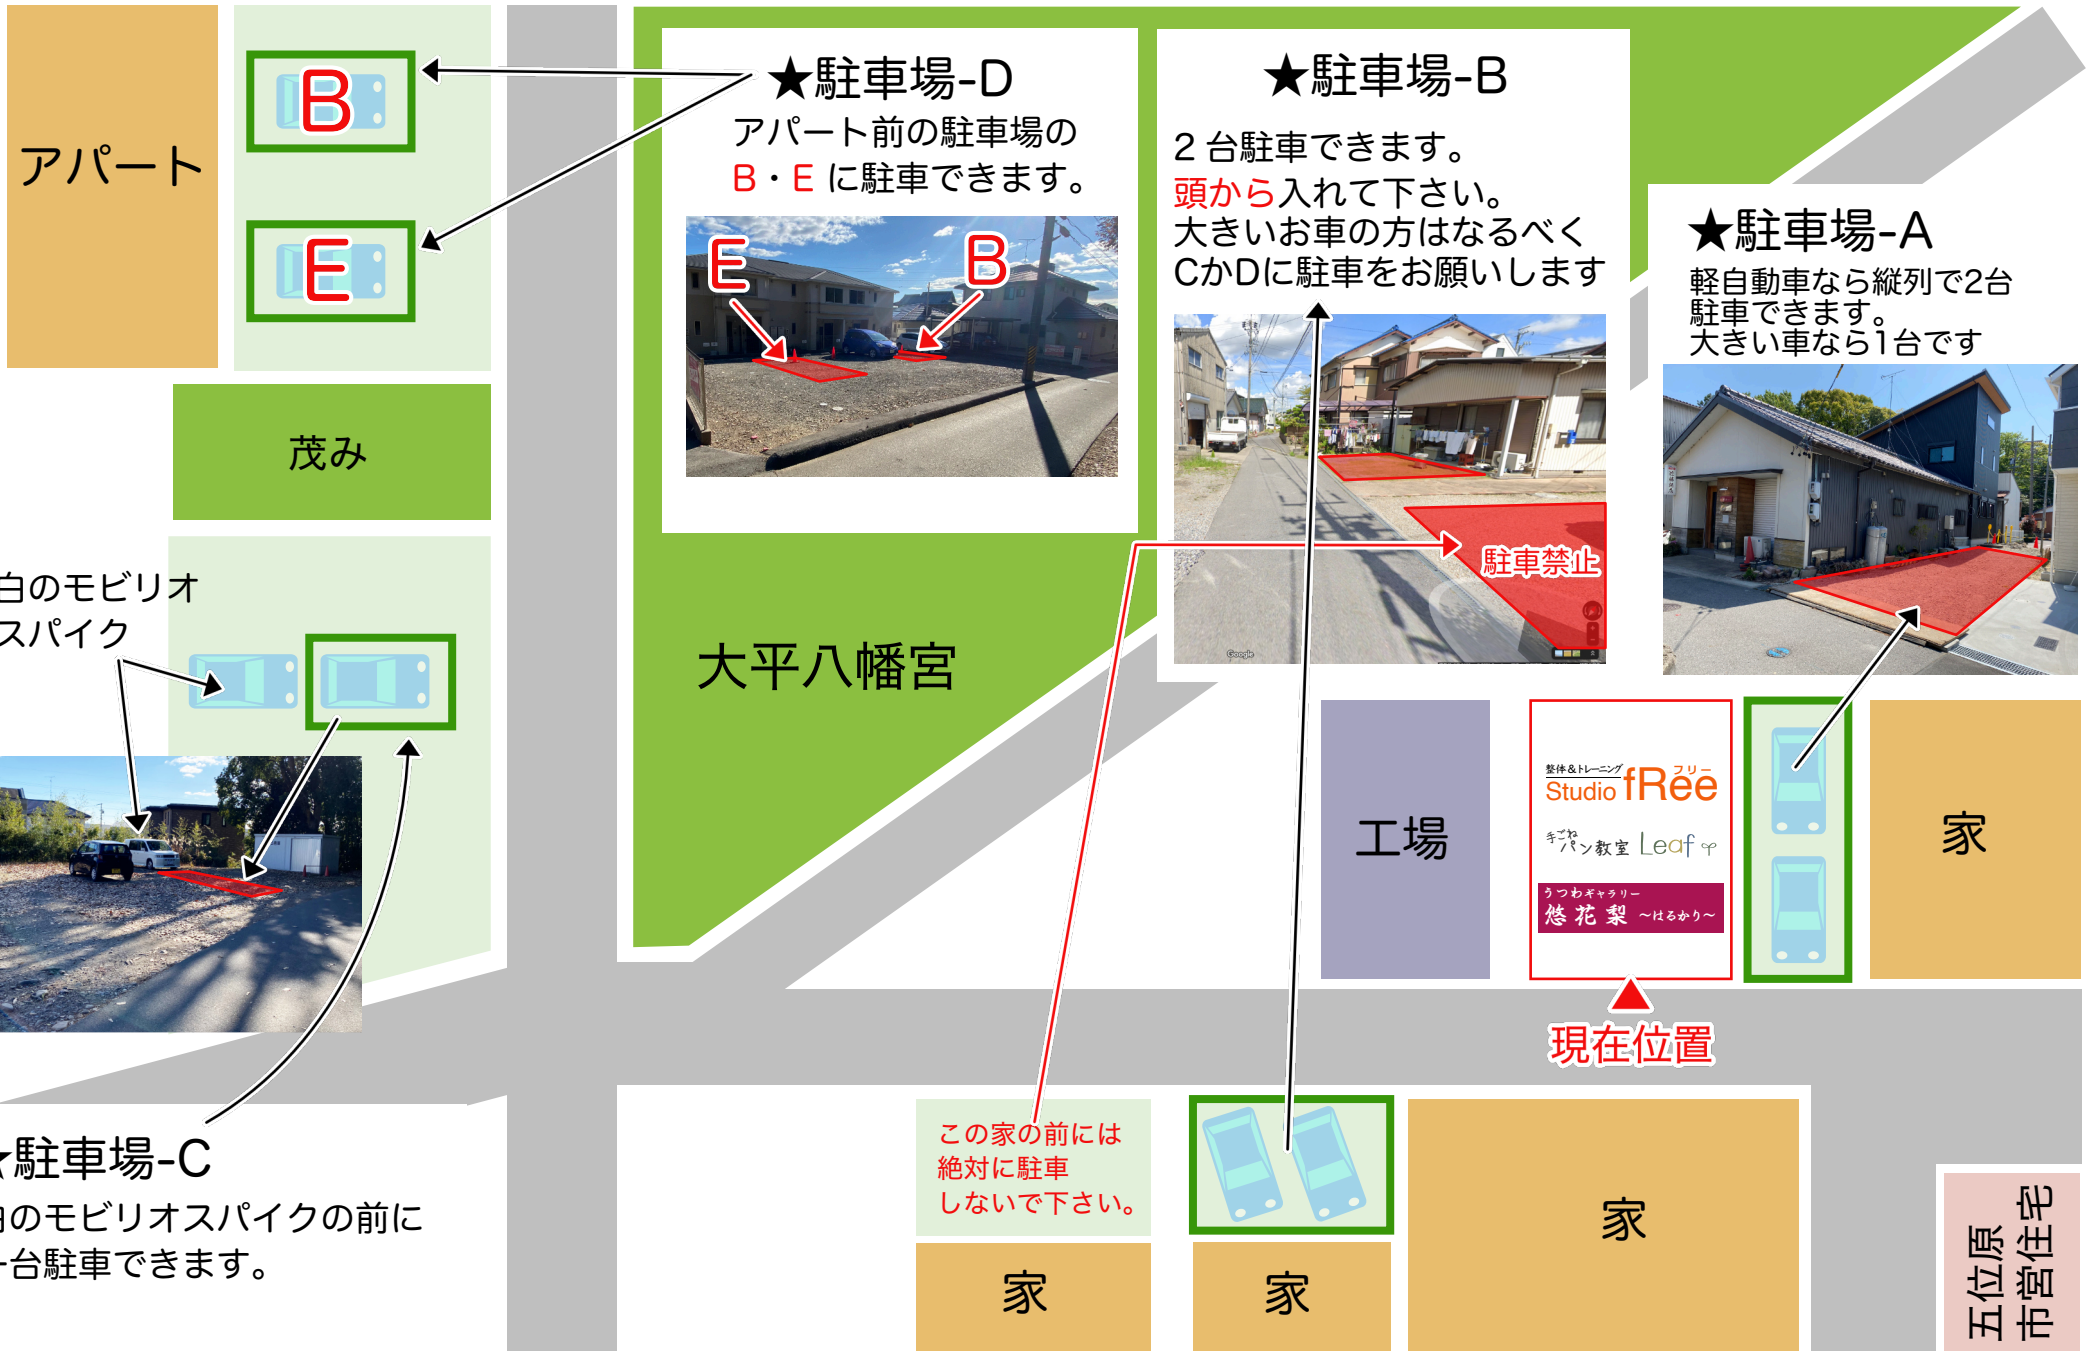 アパート
B
E
茂み
白のモビリオ
スパイク
★駐車場-D
アパート前の駐車場の
B・E に駐車できます。
E
B
大平八幡宮
★駐車場-B
2 台駐車できます。
頭から入れて下さい。
大きいお車の方はなるべく
CかDに駐車をお願いします
駐車禁止
Google
★駐車場-A
軽自動車なら縦列で2台
駐車できます。
大きい車なら1台です
工場
整体&トレーニング
Studio fRee
フリー
手ごね
パン教室 Leaf
うつわギャラリー
悠花梨 ~はるかり~
家
現在位置
★駐車場-C
白のモビリオスパイクの前に
一台駐車できます。
この家の前には
絶対に駐車
しないで下さい。
家
家
家
五位原
市営住宅